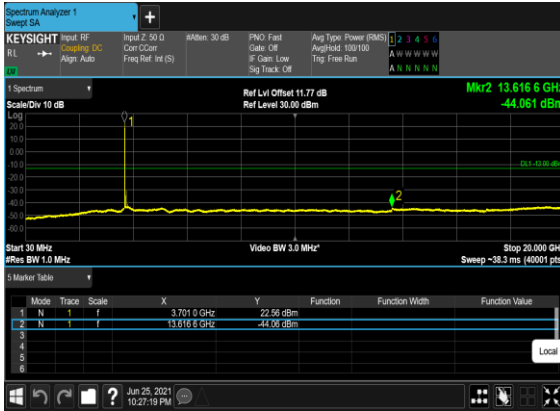 Spectrum Analyzer 1
Swept SA
+
KEYSIGHT
RL
Input: RF
Coupling: DC
Align: Auto
Input Z: 50 Ω
Corr CCorr
Freq Ref: Int (S)
#Atten: 30 dB
PNO: Fast
Gate: Off
IF Gain: Low
Sig Track: Off
Avg Type: Power (RMS)
Avg|Hold: 100/100
Trig: Free Run
1 2 3 4 5 6
A W W W W W
A N N N N N
1 Spectrum
Scale/Div 10 dB
Ref Lvl Offset 11.77 dB
Ref Level 30.00 dBm
Mkr2 13.616 6 GHz
-44.061 dBm
Log
20.0
10.0
0.00
-10.0
-20.0
-30.0
-40.0
-50.0
-60.0
1
2
DL1 -13.00 dBm
Start 30 MHz
#Res BW 1.0 MHz
Video BW 3.0 MHz*
Stop 20.000 GHz
Sweep ~38.3 ms (40001 pts)
5 Marker Table
Mode Trace Scale X Y Function Function Width Function Value
1 N 1 f 3.701 0 GHz 22.56 dBm
2 N 1 f 13.616 6 GHz -44.06 dBm
3
4
5
6
Local
?
Jun 25, 2021
10:27:19 PM